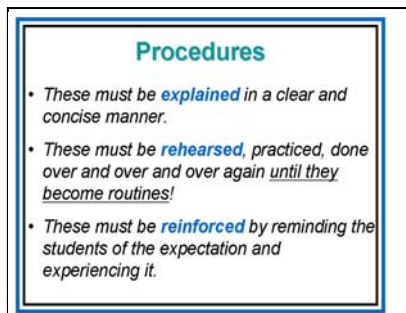 Procedures
• These must be explained in a clear and
concise manner.
• These must be rehearsed, practiced, done
over and over and over again until they
become routines!
• These must be reinforced by reminding the
students of the expectation and
experiencing it.